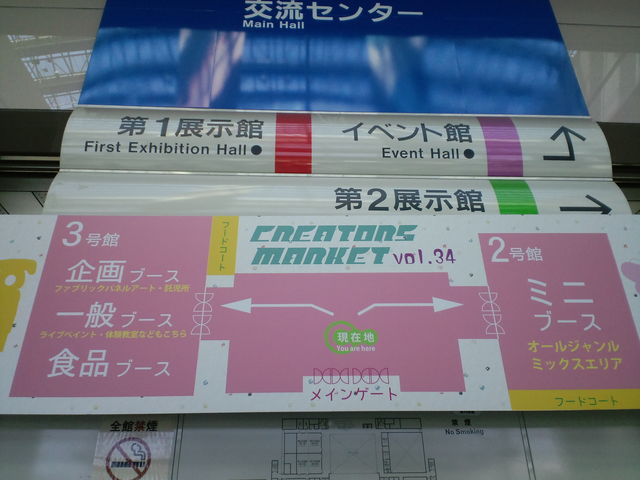 交流センター
Main Hall
第1展示館
First Exhibition Hall●
イベント館
Event Hall●
第2展示館
CREATORS
MARKET vol.34
3号館
フードコート
企画ブース
ファブリックパネルアート・託児所
一般ブース
ライブペイント・体験教室などもこちら
食品ブース
現在地
You are here
メインゲート
2号館
ミニ
ブース
オールジャンル
ミックスエリア
フードコート
全館禁煙
禁煙
No Smoking